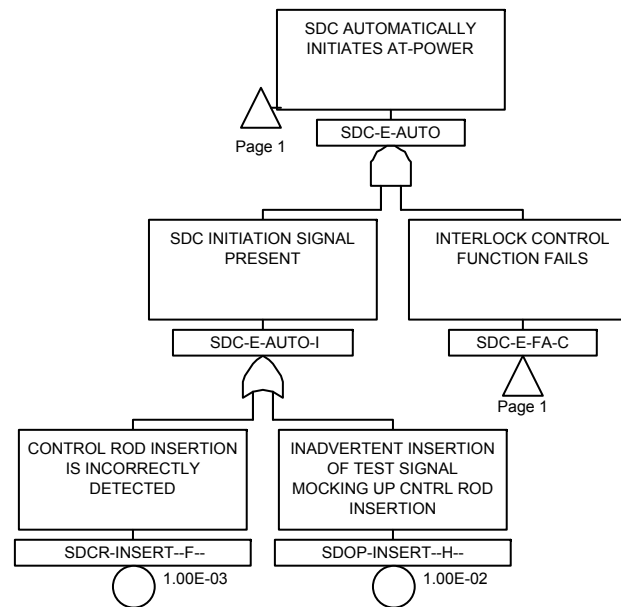 SDC AUTOMATICALLY
INITIATES AT-POWER
Page 1
SDC-E-AUTO
SDC INITIATION SIGNAL
PRESENT
SDC-E-AUTO-I
INTERLOCK CONTROL
FUNCTION FAILS
SDC-E-FA-C
Page 1
CONTROL ROD INSERTION
IS INCORRECTLY
DETECTED
SDCR-INSERT--F--
1.00E-03
INADVERTENT INSERTION
OF TEST SIGNAL
MOCKING UP CNTRL ROD
INSERTION
SDOP-INSERT--H--
1.00E-02